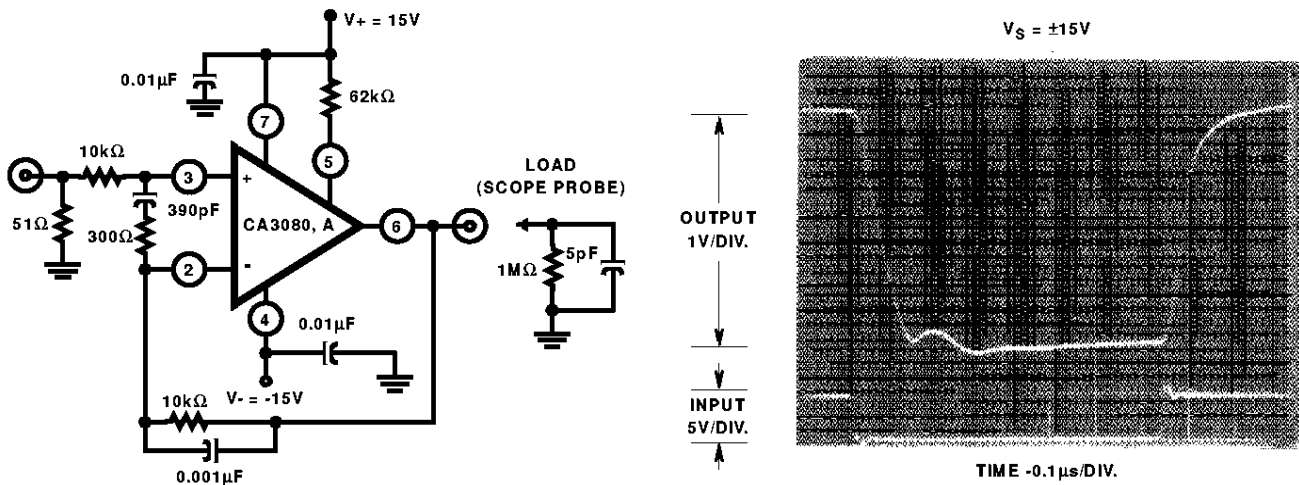 V+ = 15V
0.01µF
62kΩ
7
5
10kΩ
3
+
390pF
51Ω
300Ω
CA3080, A
6
2
-
4
0.01µF
V- = -15V
10kΩ
0.001µF
LOAD
(SCOPE PROBE)
1MΩ
5pF
VS = ±15V
OUTPUT
1V/DIV.
INPUT
5V/DIV.
TIME -0.1µs/DIV.